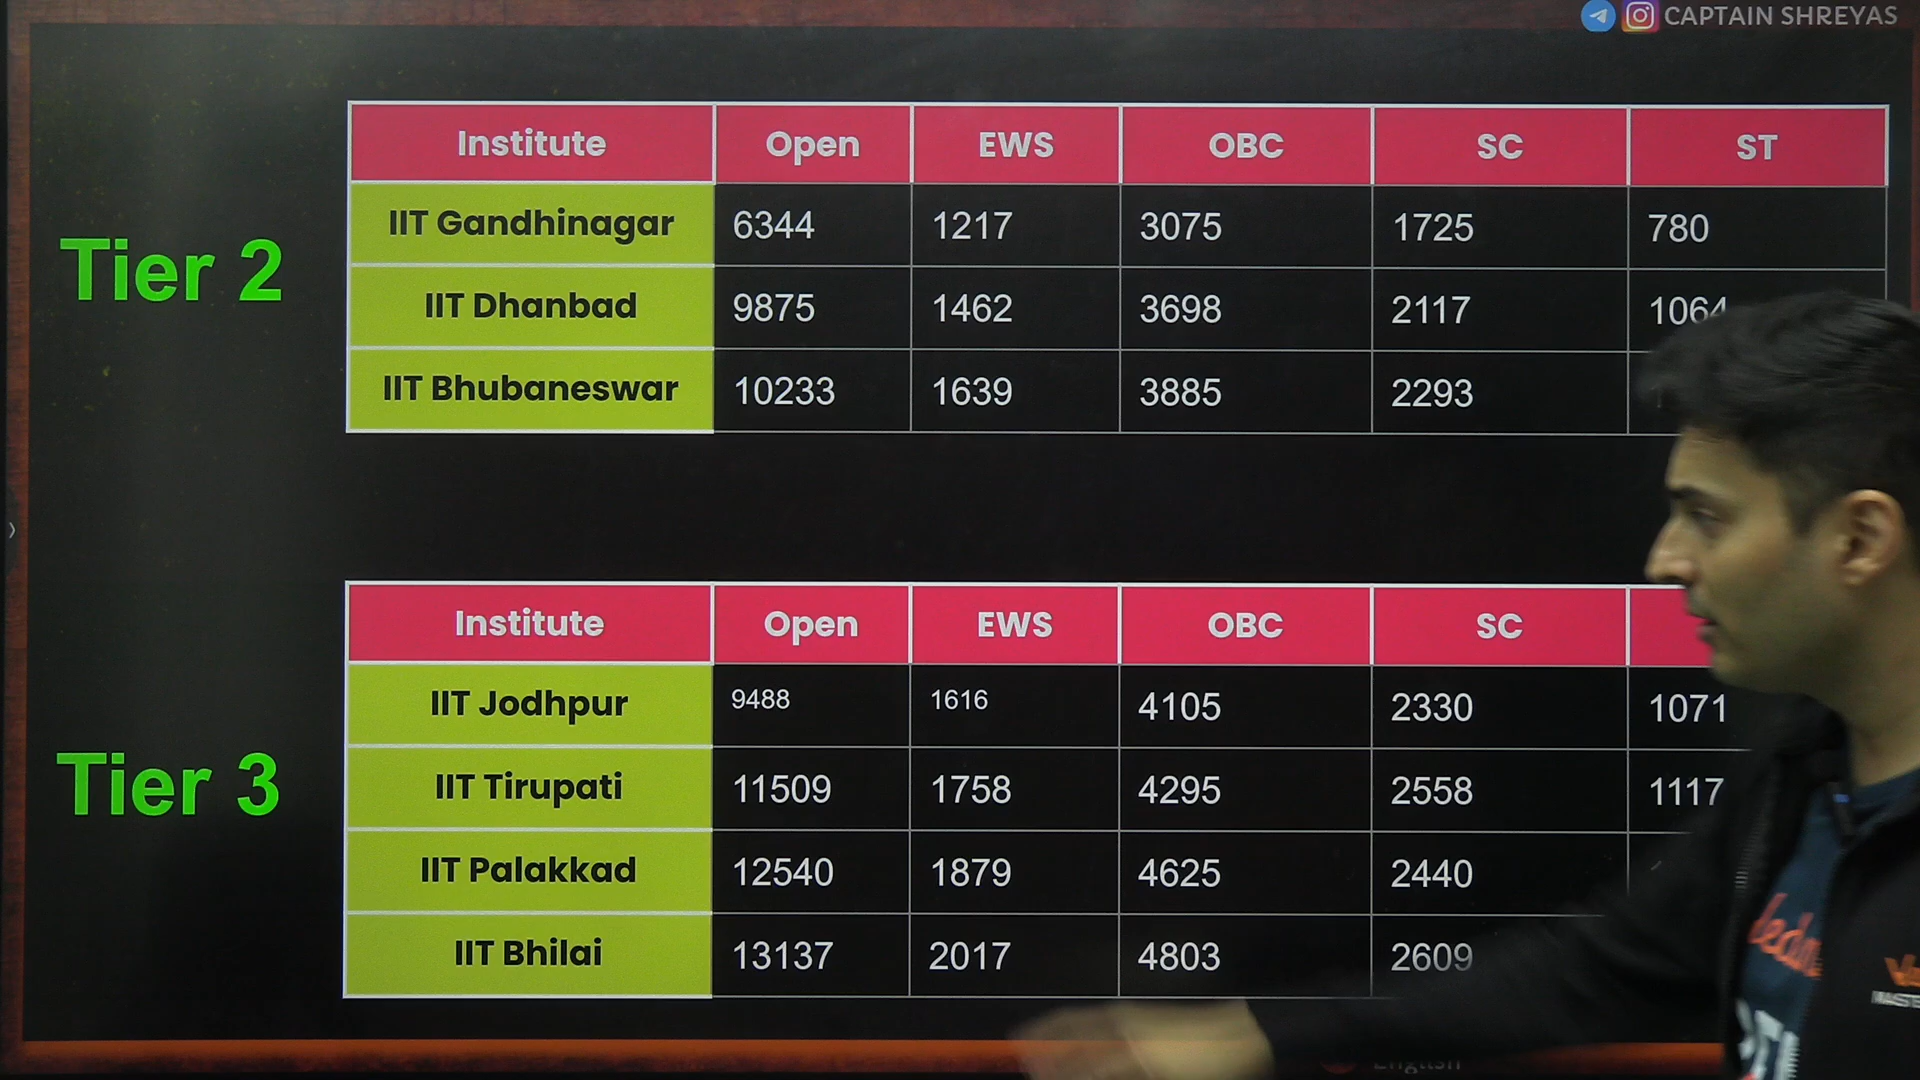 CAPTAIN SHREYAS
Institute Open EWS OBC SC ST
Tier 2
IIT Gandhinagar 6344 1217 3075 1725 780
IIT Dhanbad 9875 1462 3698 2117 1064
IIT Bhubaneswar 10233 1639 3885 2293
Institute Open EWS OBC SC
Tier 3
IIT Jodhpur 9488 1616 4105 2330 1071
IIT Tirupati 11509 1758 4295 2558 1117
IIT Palakkad 12540 1879 4625 2440
IIT Bhilai 13137 2017 4803 2609
English